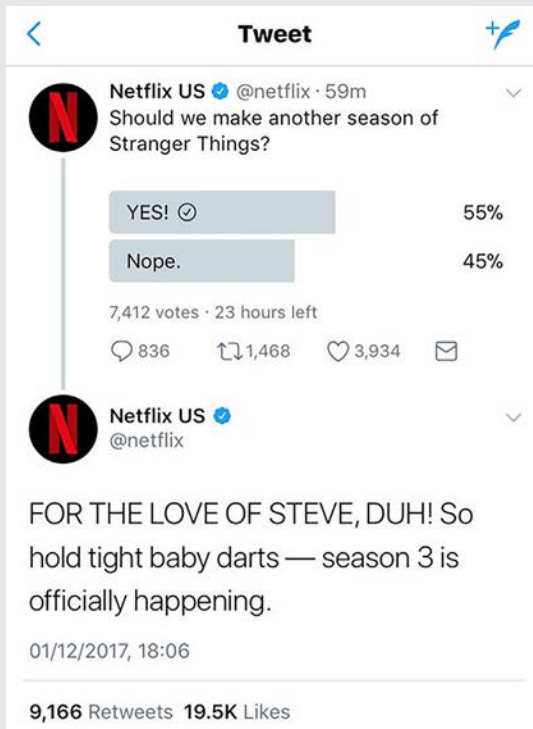 Tweet
Netflix US @netflix · 59m
Should we make another season of
Stranger Things?
YES! 55%
Nope. 45%
7,412 votes · 23 hours left
836 1,468 3,934
Netflix US
@netflix
FOR THE LOVE OF STEVE, DUH! So
hold tight baby darts — season 3 is
officially happening.
01/12/2017, 18:06
9,166 Retweets 19.5K Likes